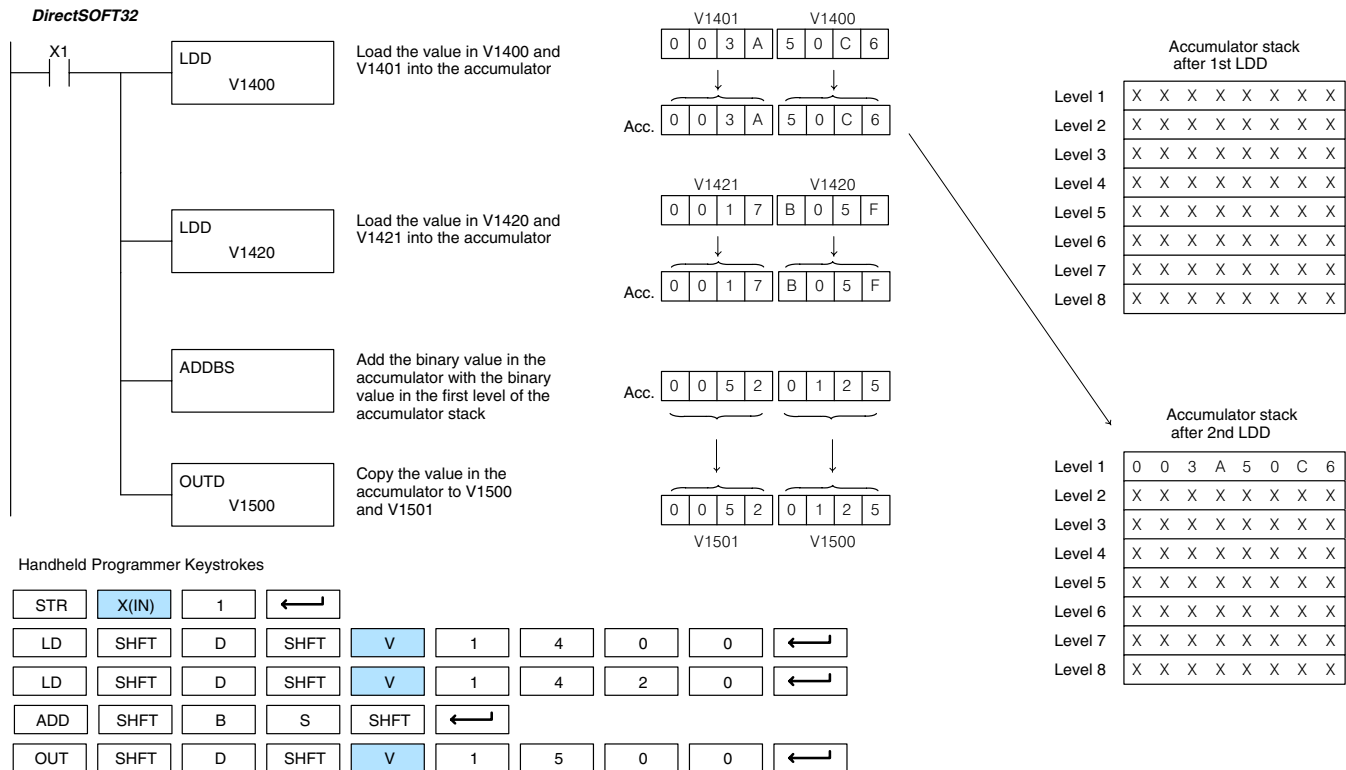 DirectSOFT32
X1
LDD
V1400
Load the value in V1400 and
V1401 into the accumulator
V1401 V1400
0 0 3 A 5 0 C 6
Acc. 0 0 3 A 5 0 C 6
LDD
V1420
Load the value in V1420 and
V1421 into the accumulator
V1421 V1420
0 0 1 7 B 0 5 F
Acc. 0 0 1 7 B 0 5 F
ADDBS
Add the binary value in the
accumulator with the binary
value in the first level of the
accumulator stack
Acc. 0 0 5 2 0 1 2 5
OUTD
V1500
Copy the value in the
accumulator to V1500
and V1501
0 0 5 2 0 1 2 5
V1501 V1500
Accumulator stack
after 1st LDD
Level 1 X X X X X X X X
Level 2 X X X X X X X X
Level 3 X X X X X X X X
Level 4 X X X X X X X X
Level 5 X X X X X X X X
Level 6 X X X X X X X X
Level 7 X X X X X X X X
Level 8 X X X X X X X X
Accumulator stack
after 2nd LDD
Level 1 0 0 3 A 5 0 C 6
Level 2 X X X X X X X X
Level 3 X X X X X X X X
Level 4 X X X X X X X X
Level 5 X X X X X X X X
Level 6 X X X X X X X X
Level 7 X X X X X X X X
Level 8 X X X X X X X X
Handheld Programmer Keystrokes
STR X(IN) 1
LD SHFT D SHFT V 1 4 0 0
LD SHFT D SHFT V 1 4 2 0
ADD SHFT B S SHFT
OUT SHFT D SHFT V 1 5 0 0